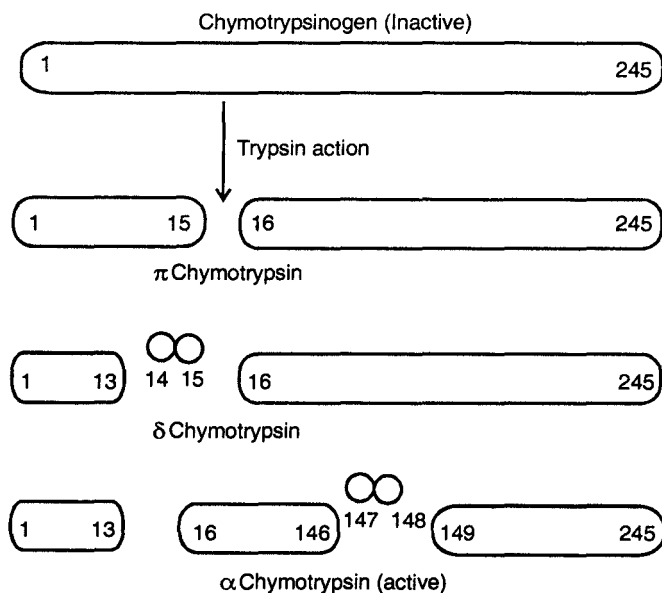 Chymotrypsinogen (Inactive)
1 245
Trypsin action
1 15 16 245
π Chymotrypsin
1 13 14 15 16 245
δ Chymotrypsin
1 13 16 146 147 148 149 245
α Chymotrypsin (active)